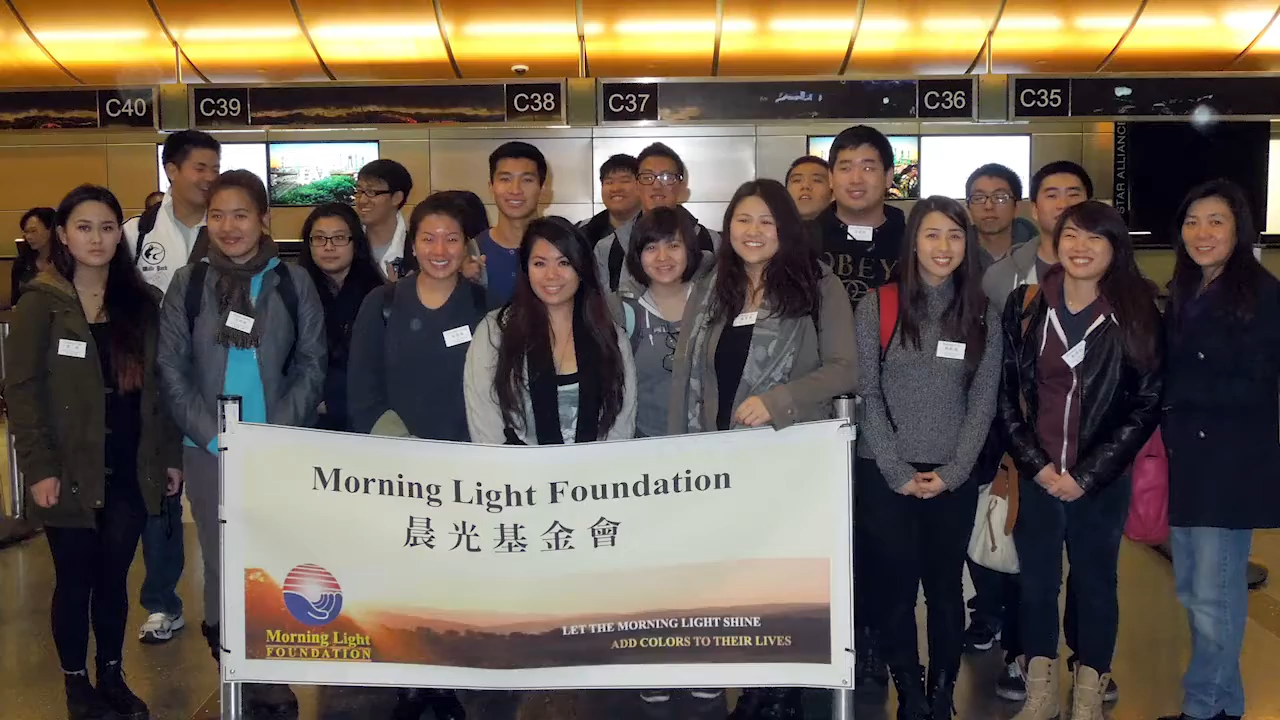 C40
C39
C38
C37
C36
C35
STAR ALLIANCE
OBEY
Morning Light Foundation
晨光基金會
LET THE MORNING LIGHT SHINE
ADD COLORS TO THEIR LIVES
Morning Light
FOUNDATION